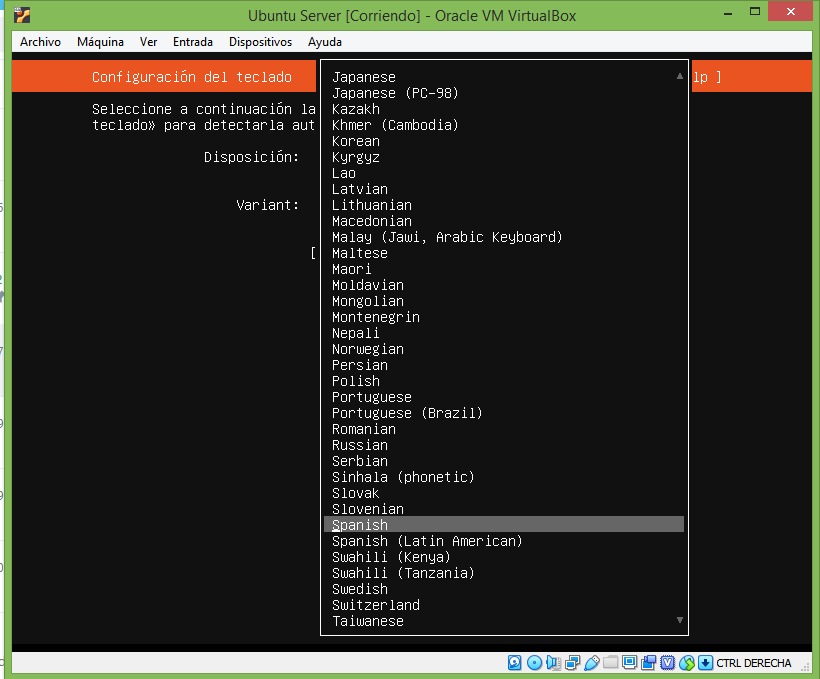 Ubuntu Server [Corriendo] - Oracle VM VirtualBox
Archivo Máquina Ver Entrada Dispositivos Ayuda
Configuración del teclado
lp ]
Seleccione a continuación la
teclado» para detectarla aut
Disposición:
Variant:
[
Japanese
Japanese (PC-98)
Kazakh
Khmer (Cambodia)
Korean
Kyrgyz
Lao
Latvian
Lithuanian
Macedonian
Malay (Jawi, Arabic Keyboard)
Maltese
Maori
Moldavian
Mongolian
Montenegrin
Nepali
Norwegian
Persian
Polish
Portuguese
Portuguese (Brazil)
Romanian
Russian
Serbian
Sinhala (phonetic)
Slovak
Slovenian
Spanish
Spanish (Latin American)
Swahili (Kenya)
Swahili (Tanzania)
Swedish
Switzerland
Taiwanese
CTRL DERECHA